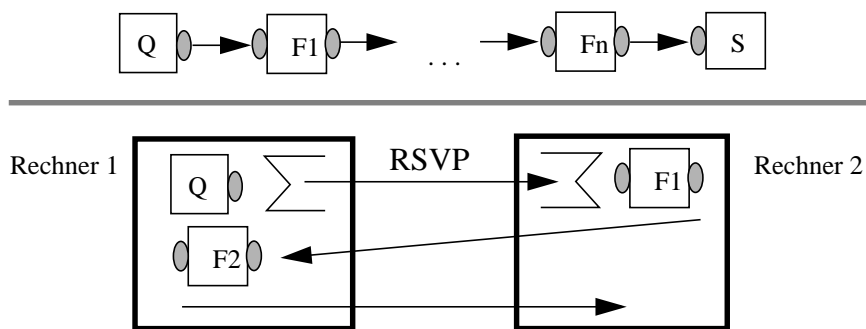 Q F1 . . . Fn S
Rechner 1 RSVP Rechner 2
Q F1
F2